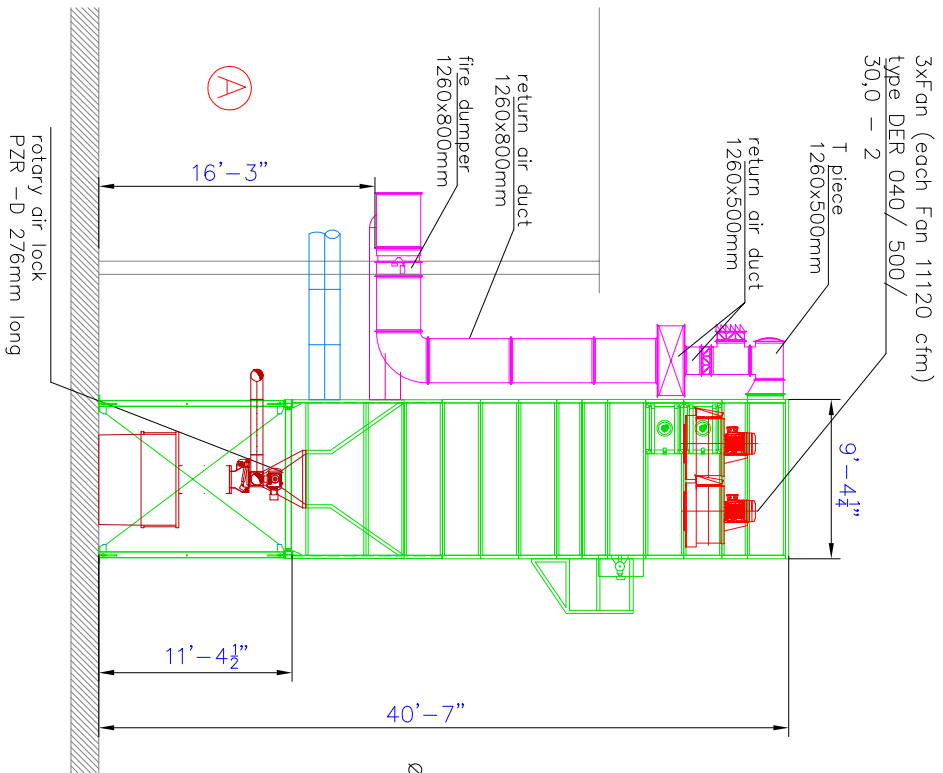 3xFan (each Fan 11120 cfm)
type DER 040/ 500/
30,0 - 2
T piece
1260x500mm
return air duct
1260x500mm
return air duct
1260x800mm
fire dumper
1260x800mm
A
rotary air lock
PZR -D 276mm long
16'-3"
9'-4¼"
11'-4½"
40'-7"
Ø